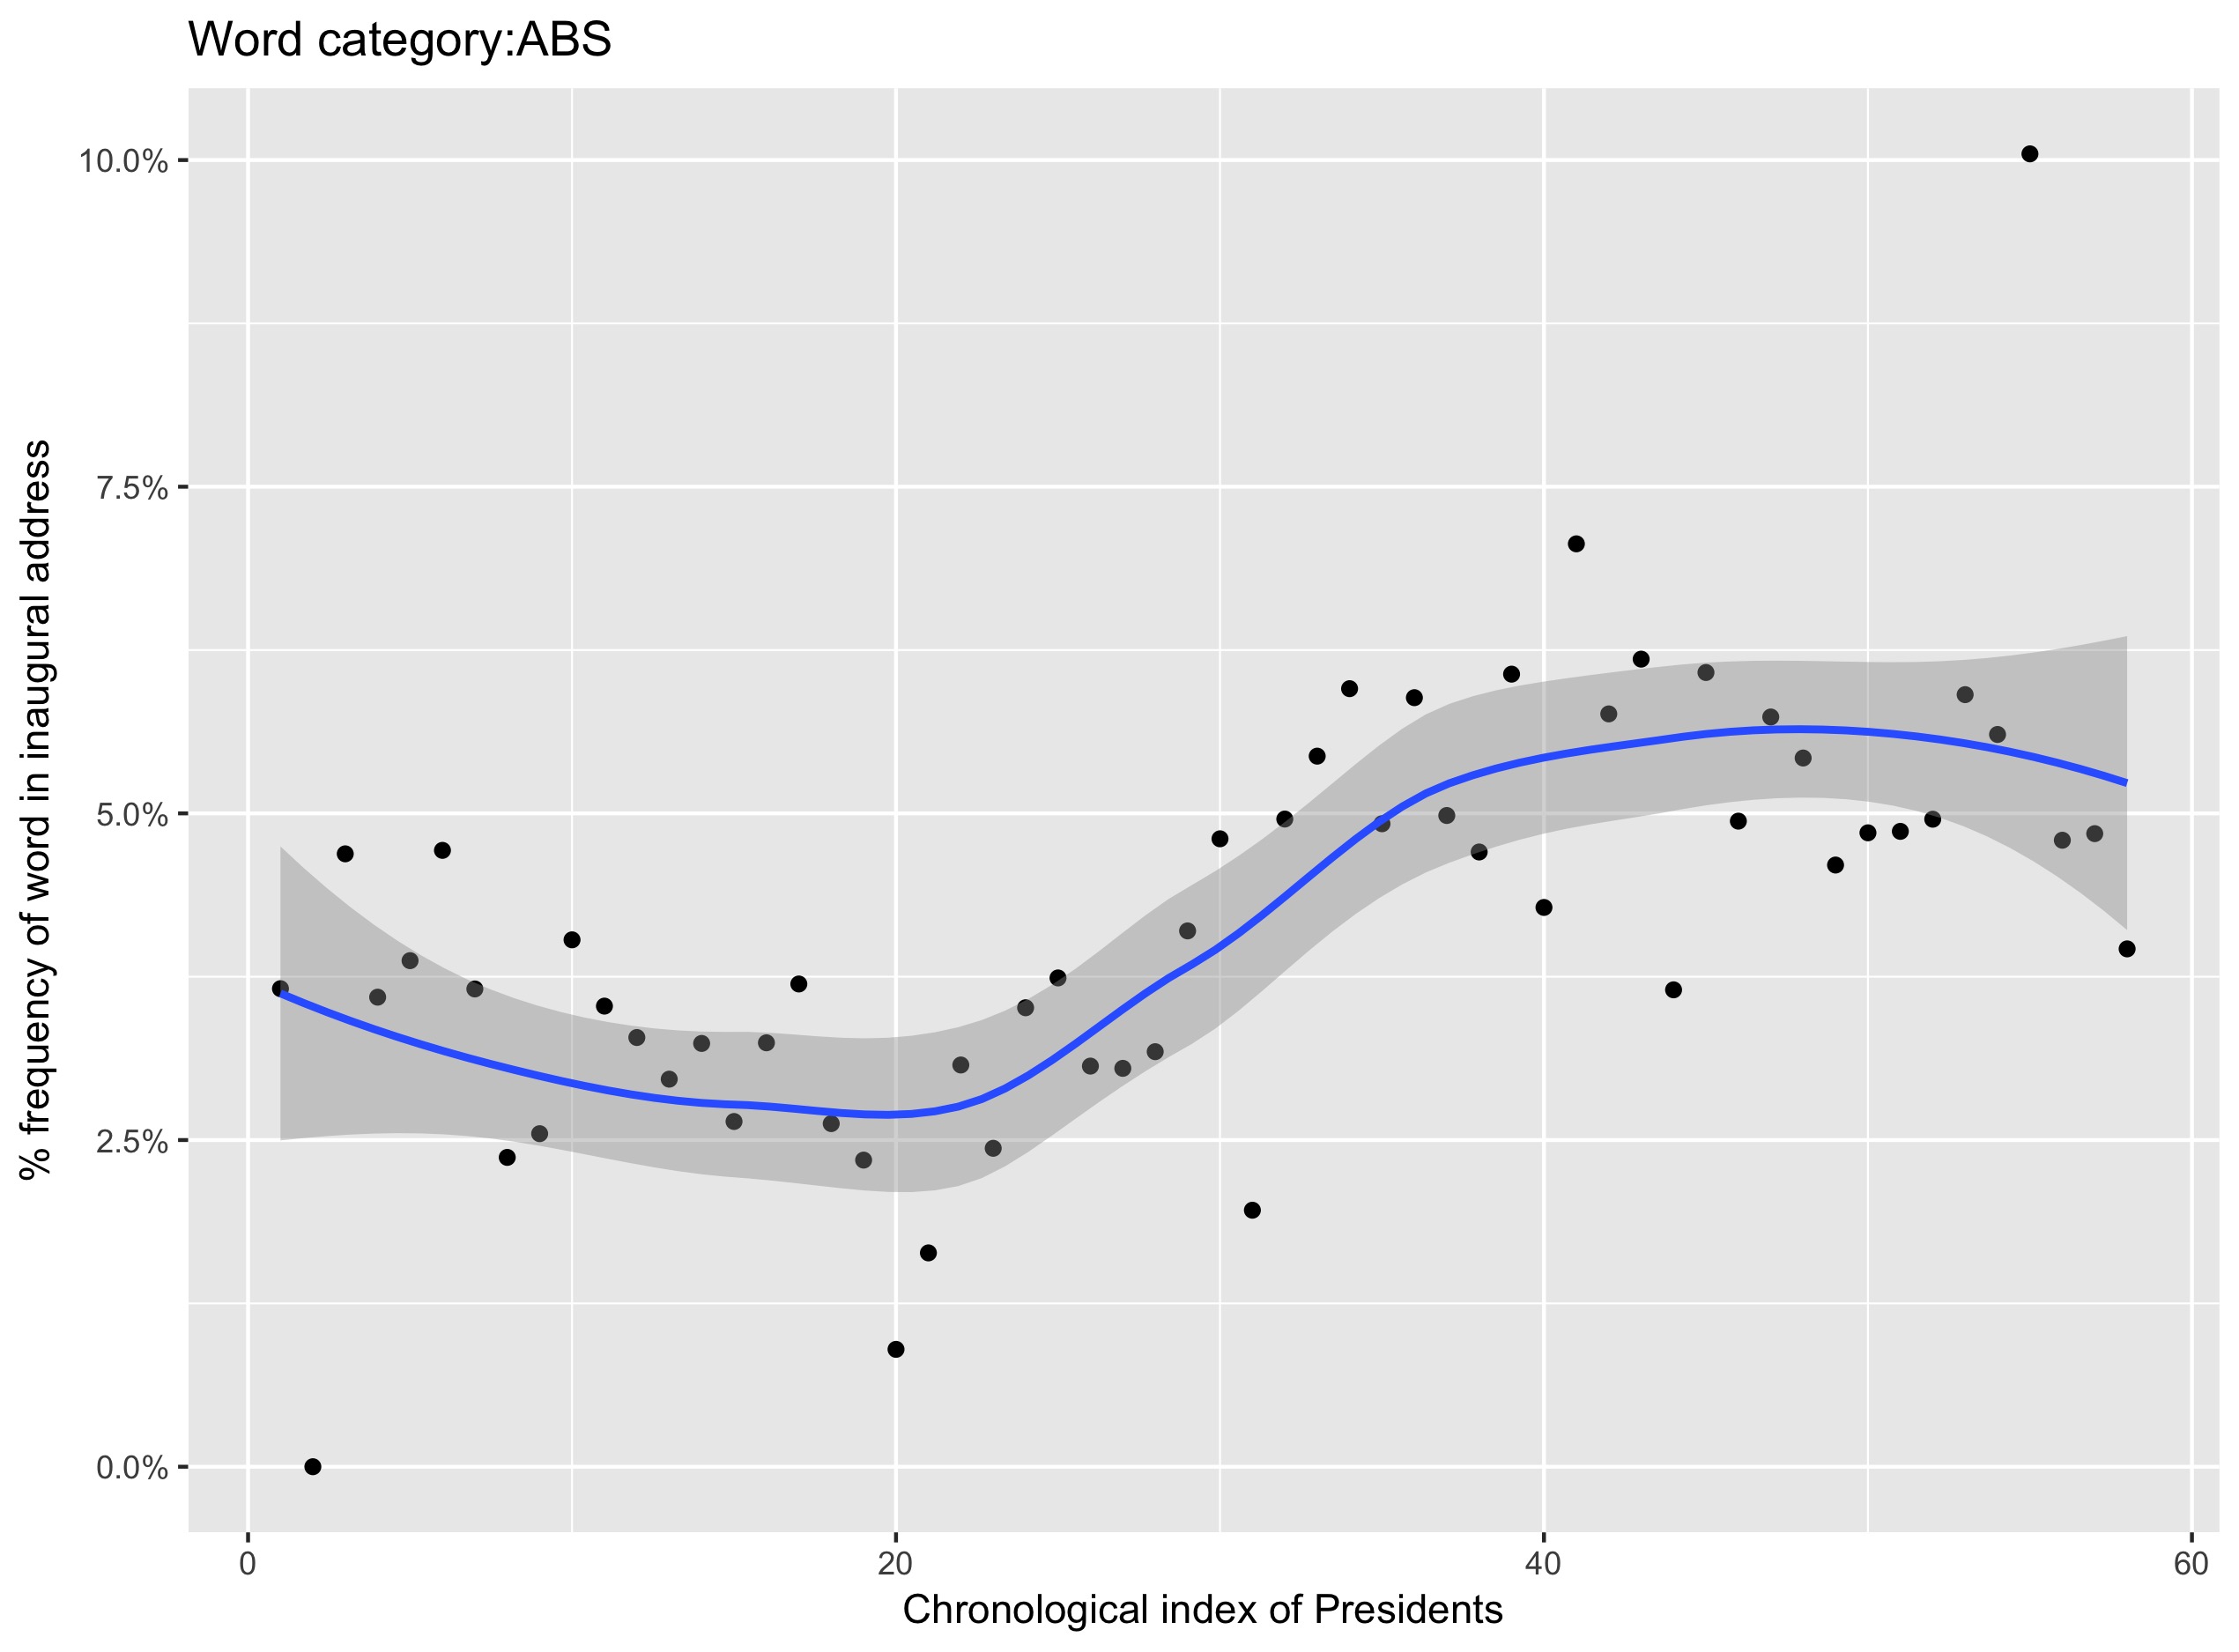 Word category:ABS
% frequency of word in inaugural address
10.0%
7.5%
5.0%
2.5%
0.0%
0 20 40 60
Chronological index of Presidents